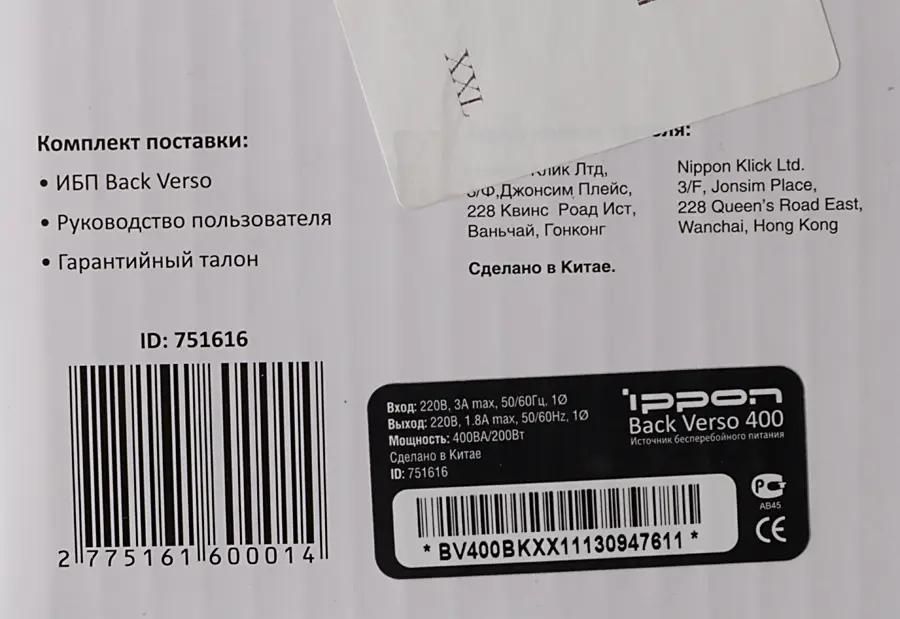 XXL
Комплект поставки:
• ИБП Back Verso
• Руководство пользователя
• Гарантийный талон
ля:
лик Лтд,
3/Ф,Джонсим Плейс,
228 Квинс Роад Ист,
Ваньчай, Гонконг
Nippon Klick Ltd.
3/F, Jonsim Place,
228 Queen's Road East,
Wanchai, Hong Kong
Сделано в Китае.
ID: 751616
2 775161 600014
Вход: 220В, 3А max, 50/60Гц, 1Ø
Выход: 220В, 1.8А max, 50/60Hz, 1Ø
Мощность: 400ВА/200Вт
Сделано в Китае
ID: 751616
ippon
Back Verso 400
Источник бесперебойного питания
АВ45
CE
* BV400BKXX11130947611 *